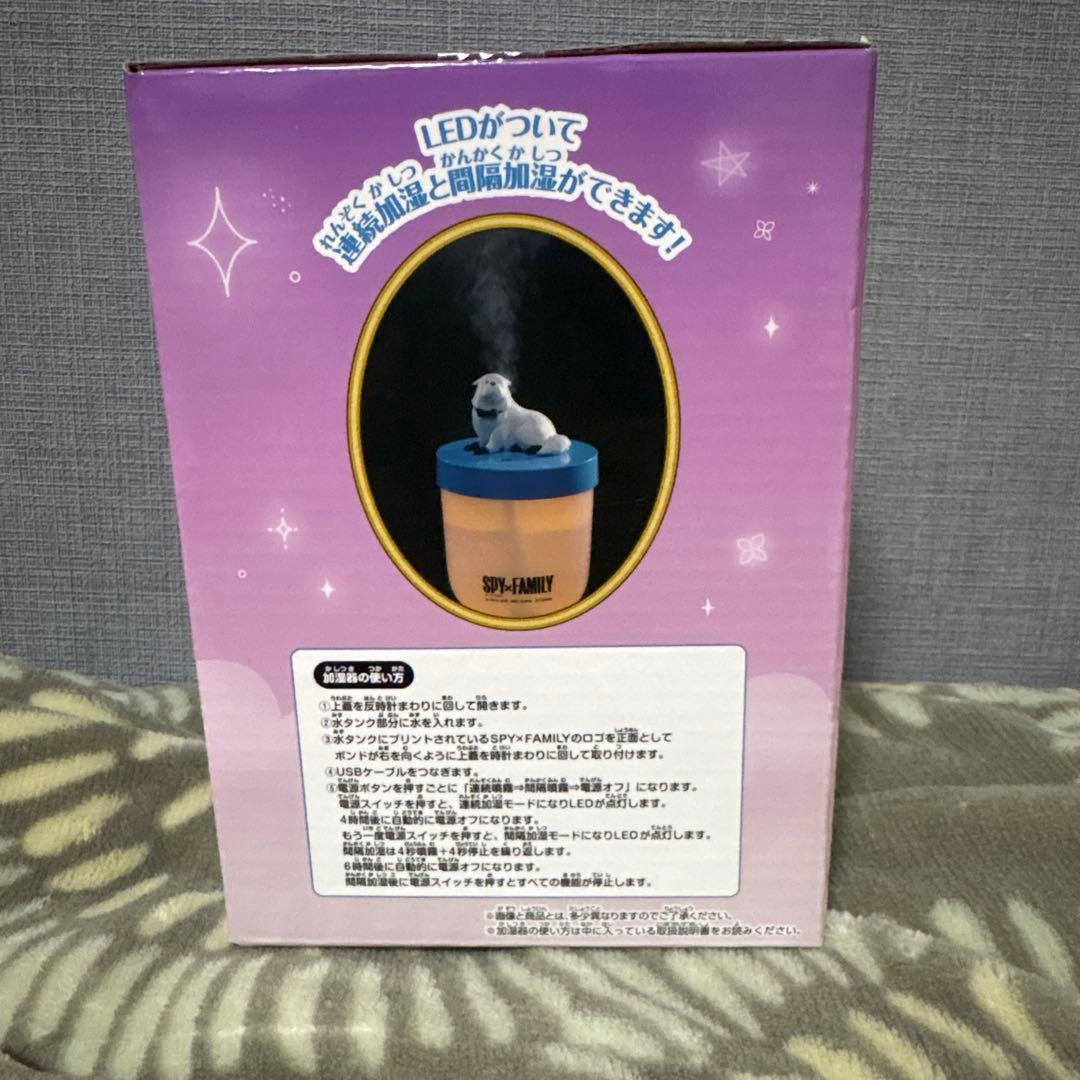 LEDがついて
連続加湿と間隔加湿ができます!
SPY×FAMILY
加湿器の使い方
①上蓋を反時計まわりに回して開きます。
②水タンク部分に水を入れます。
③水タンクにプリントされているSPY×FAMILYのロゴを正面として
ボンドが右を向くように上蓋を時計まわりに回して取り付けます。
④USBケーブルをつなぎます。
⑤電源ボタンを押すごとに「連続噴霧⇒間隔噴霧⇒電源オフ」になります。
電源スイッチを押すと、連続加湿モードになりLEDが点灯します。
4時間後に自動的に電源オフになります。
もう一度電源スイッチを押すと、間隔加湿モードになりLEDが点灯します。
間隔加湿は4秒噴霧+4秒停止を繰り返します。
6時間後に自動的に電源オフになります。
間隔加湿後に電源スイッチを押すとすべての機能が停止します。
※画像と商品とは、多少異なりますのでご了承ください。
※加湿器の使い方は中に入っている取扱説明書をお読みください。